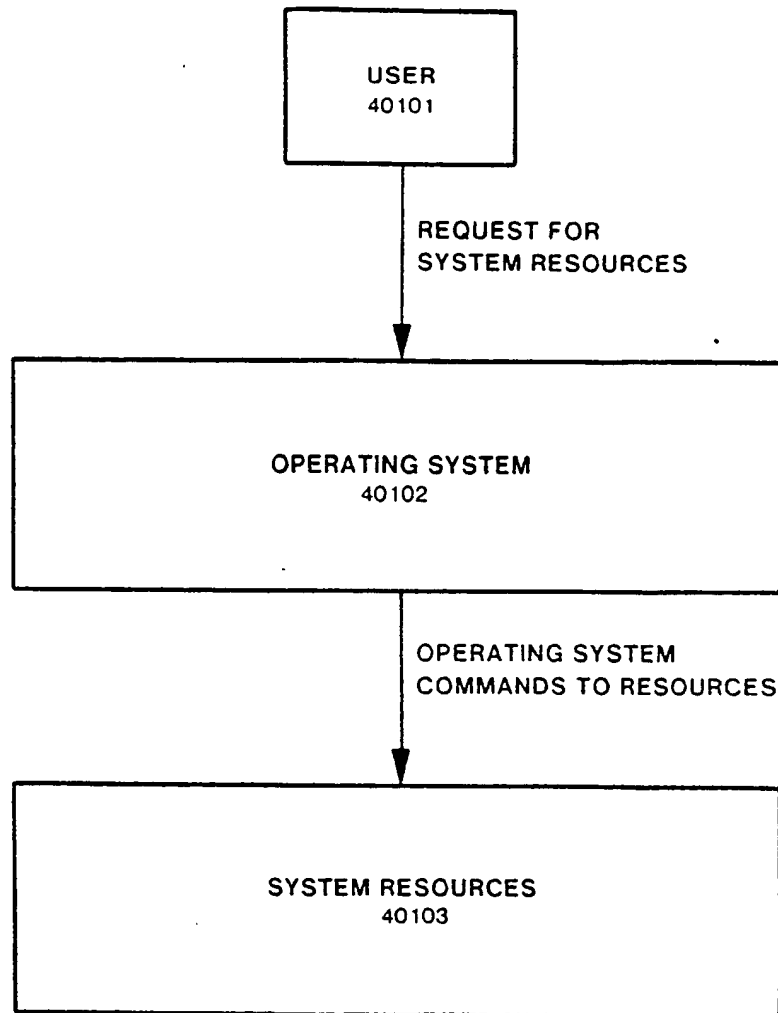 USER
40101
REQUEST FOR
SYSTEM RESOURCES
OPERATING SYSTEM
40102
OPERATING SYSTEM
COMMANDS TO RESOURCES
SYSTEM RESOURCES
40103